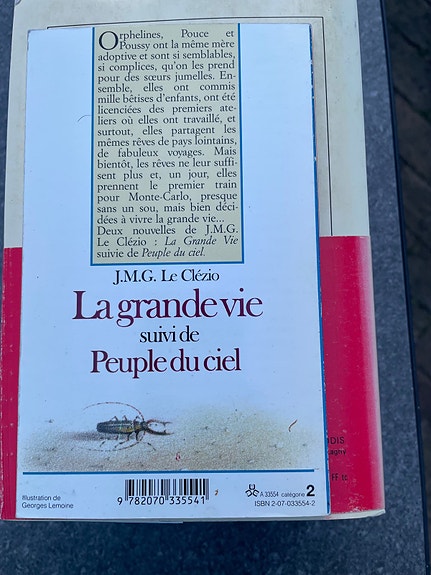 Orphelines, Pouce et
Poussy ont la même mère
adoptive et sont si semblables,
si complices, qu'on les prend
pour des sœurs jumelles. En-
semble, elles ont commis
mille bêtises d'enfants, ont été
licenciées des premiers ate-
liers où elles ont travaillé, et
surtout, elles partagent les
mêmes rêves de pays lointains,
de fabuleux voyages. Mais
bientôt, les rêves ne leur suffi-
sent plus et, un jour, elles
prennent le premier train
pour Monte-Carlo, presque
sans un sou, mais bien déci-
dées à vivre la grande vie...
Deux nouvelles de J.M.G.
Le Clézio : La Grande Vie
suivie de Peuple du ciel.
J.M.G. Le Clézio
La grande vie
suivi de
Peuple du ciel
DIS
FF tc
Illustration de
Georges Lemoine
9 782070 335541
A 33554 catégorie 2
ISBN 2-07-033554-2